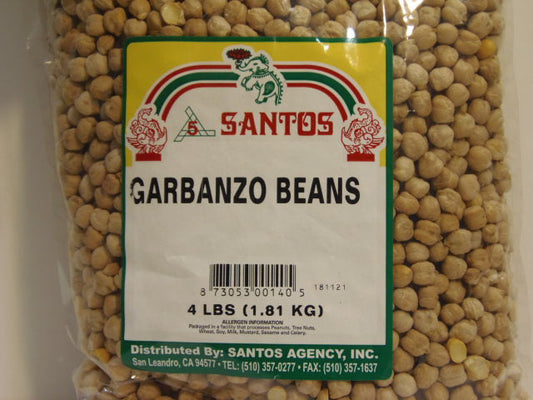 S SANTOS
GARBANZO BEANS
8 73053 00140 5
181121
4 LBS (1.81 KG)
ALLERGEN INFORMATION
Packaged in a facility that processes Peanuts, Tree Nuts,
Wheat, Soy, Milk, Mustard, Sesame and Celery.
Distributed By: SANTOS AGENCY, INC.
San Leandro, CA 94577 • TEL: (510) 357-0277 • FAX: (510) 357-1637